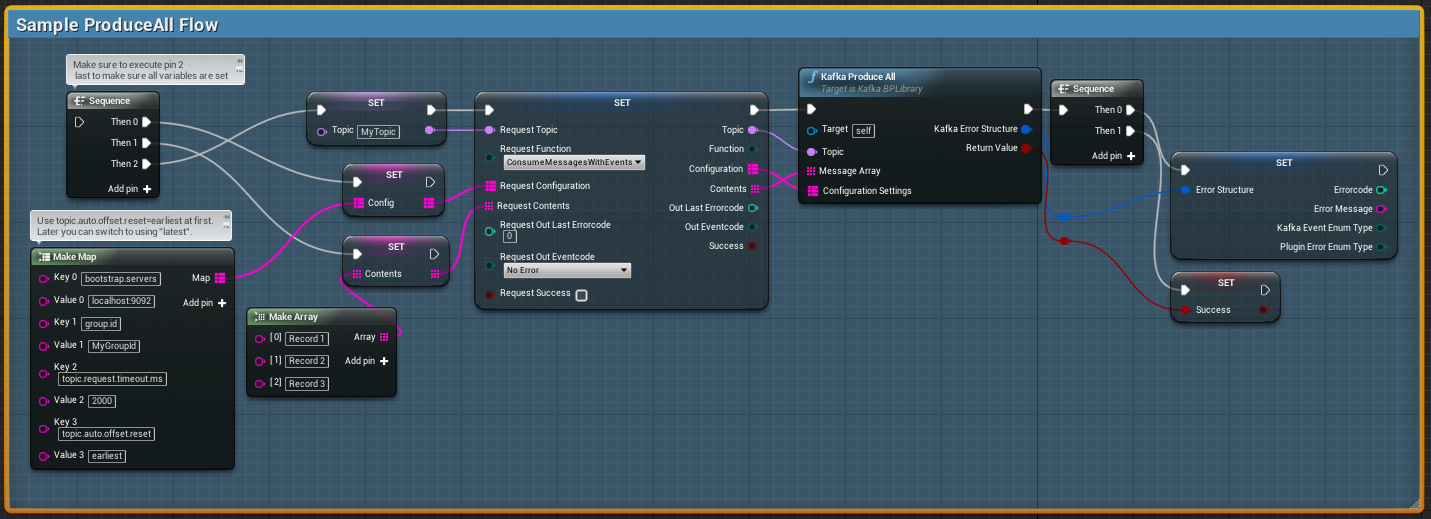 Sample ProduceAll Flow
Make sure to execute pin 2
last to make sure all variables are set
Sequence
Then 0
Then 1
Then 2
Add pin
Use topic.auto.offset.reset=earliest at first.
Later you can switch to using "latest".
Make Map
Key 0 bootstrap.servers Map
Value 0 localhost:9092 Add pin
Key 1 group.id
Value 1 MyGroupId
Key 2
topic.request.timeout.ms
Value 2 2000
Key 3
topic.auto.offset.reset
Value 3 earliest
SET
Topic MyTopic
SET
Config
SET
Contents
Make Array
[0] Record 1 Array
[1] Record 2 Add pin
[2] Record 3
SET
Request Topic Topic
Request Function Function
ConsumeMessagesWithEvents
Configuration
Request Configuration Contents
Request Contents Out Last Errorcode
Request Out Last Errorcode Out Eventcode
0
Success
Request Out Eventcode
No Error
Request Success
Kafka Produce All
Target is Kafka BPLibrary
Target self Kafka Error Structure
Topic Return Value
Message Array
Configuration Settings
Sequence
Then 0
Then 1
Add pin
SET
Error Structure Errorcode
Error Message
Kafka Event Enum Type
Plugin Error Enum Type
SET
Success